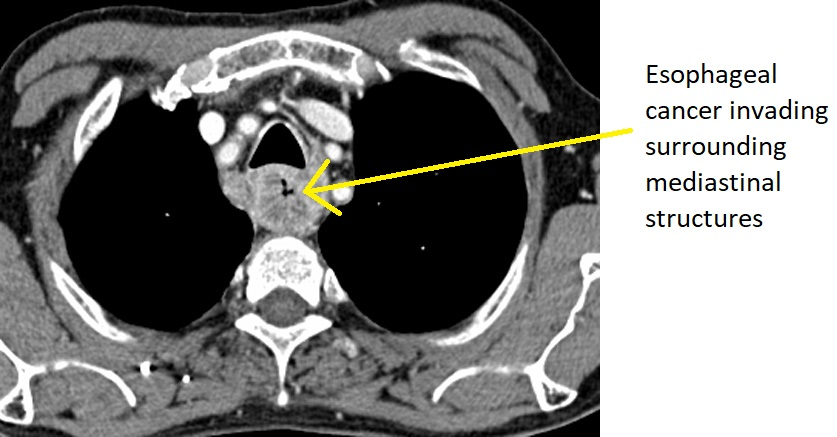 Esophageal
cancer invading
surrounding
mediastinal
structures